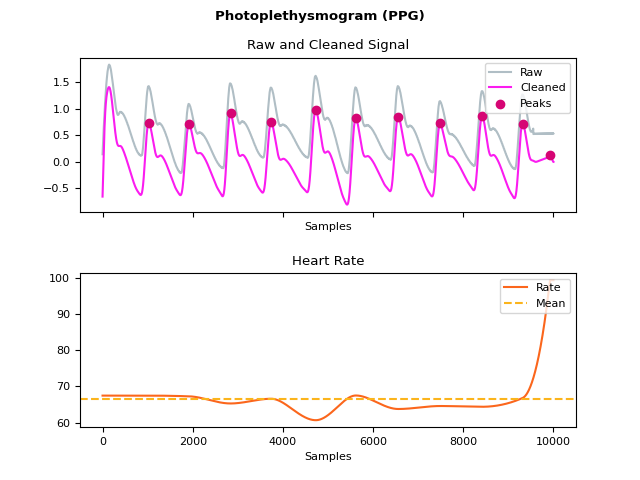 Photoplethysmogram (PPG)
Raw and Cleaned Signal
1.5
1.0
0.5
0.0
−0.5
Raw
Cleaned
Peaks
Samples
Heart Rate
100
90
80
70
60
Rate
Mean
0 2000 4000 6000 8000 10000
Samples